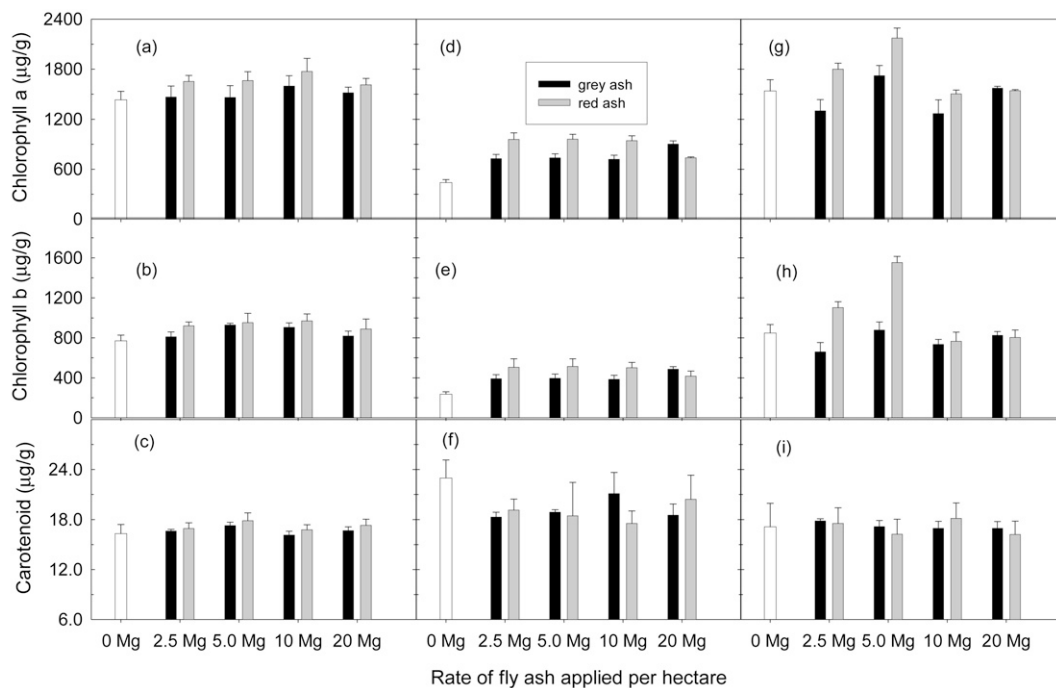 2400
1800
1200
600
0
Chlorophyll a (µg/g)
(a)
(d)
grey ash
red ash
(g)
1600
1200
800
400
0
Chlorophyll b (µg/g)
(b)
(e)
(h)
24.0
18.0
12.0
6.0
Carotenoid (µg/g)
(c)
(f)
(i)
0 Mg 2.5 Mg 5.0 Mg 10 Mg 20 Mg 0 Mg 2.5 Mg 5.0 Mg 10 Mg 20 Mg 0 Mg 2.5 Mg 5.0 Mg 10 Mg 20 Mg
Rate of fly ash applied per hectare